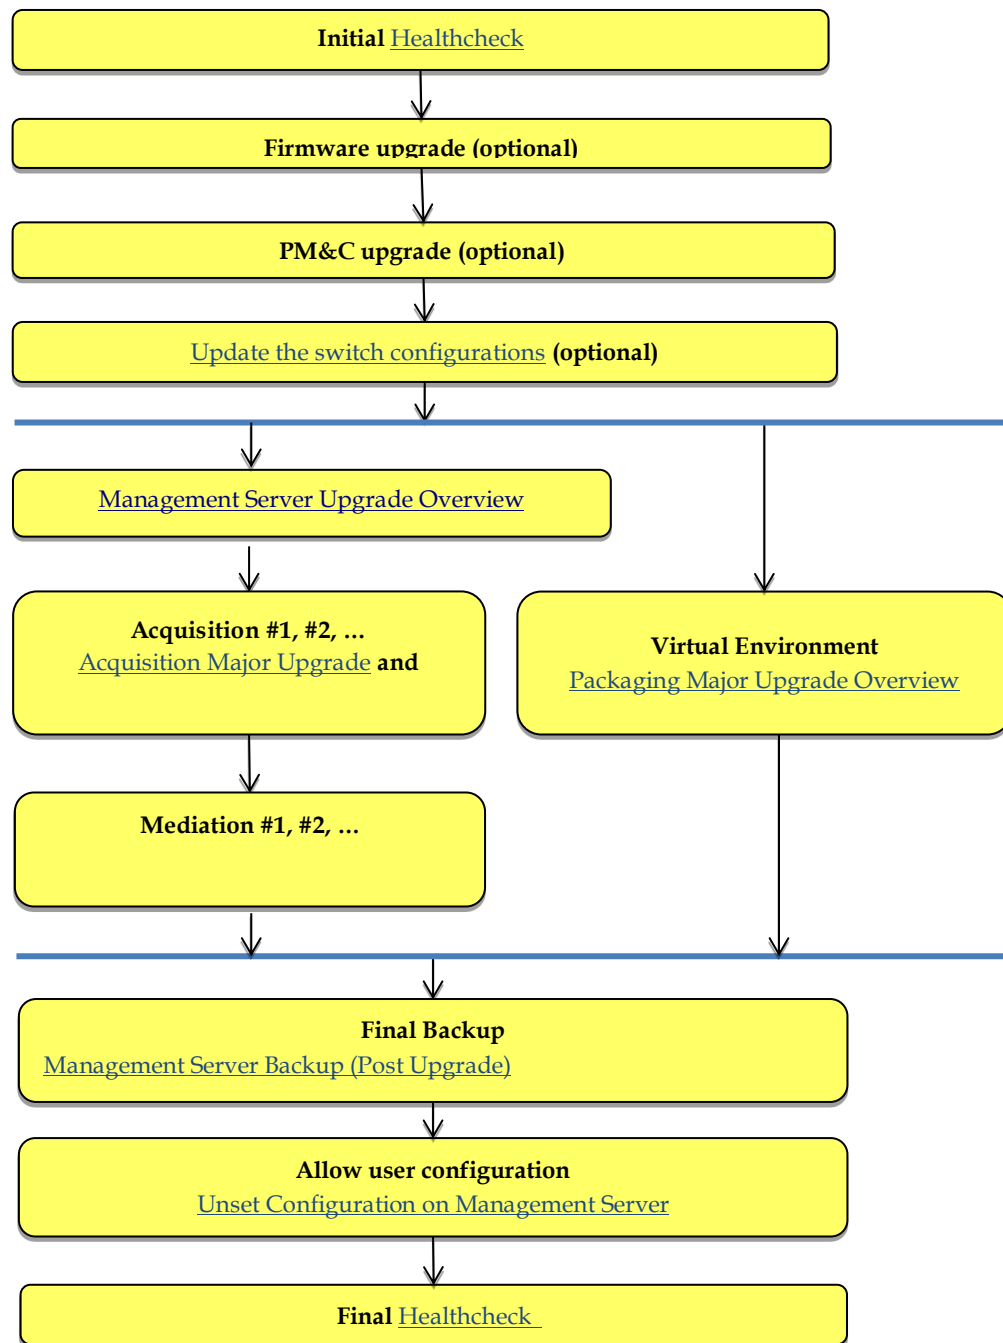 Initial Healthcheck
Firmware upgrade (optional)
PM&C upgrade (optional)
Update the switch configurations (optional)
Management Server Upgrade Overview
Acquisition #1, #2, …
Acquisition Major Upgrade and
Virtual Environment
Packaging Major Upgrade Overview
Mediation #1, #2, …
Final Backup
Management Server Backup (Post Upgrade)
Allow user configuration
Unset Configuration on Management Server
Final Healthcheck